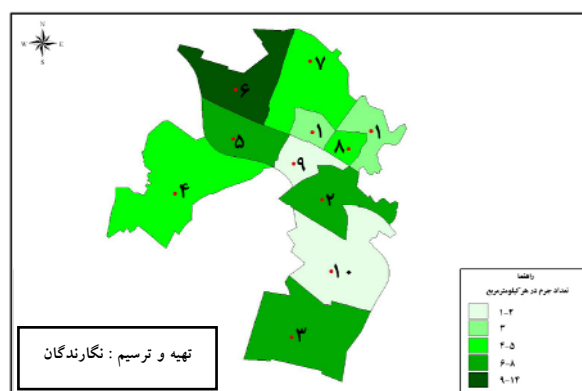 N
W E
S
۷
۶
۱ ۱
۵ ۸
۹
۴ ۲
۱۰
۳
راهنما
تعداد جرم در هر کیلومترمربع
۱-۲
۳
۴-۵
۶-۸
۹-۱۴
تهیه و ترسیم : نگارندگان